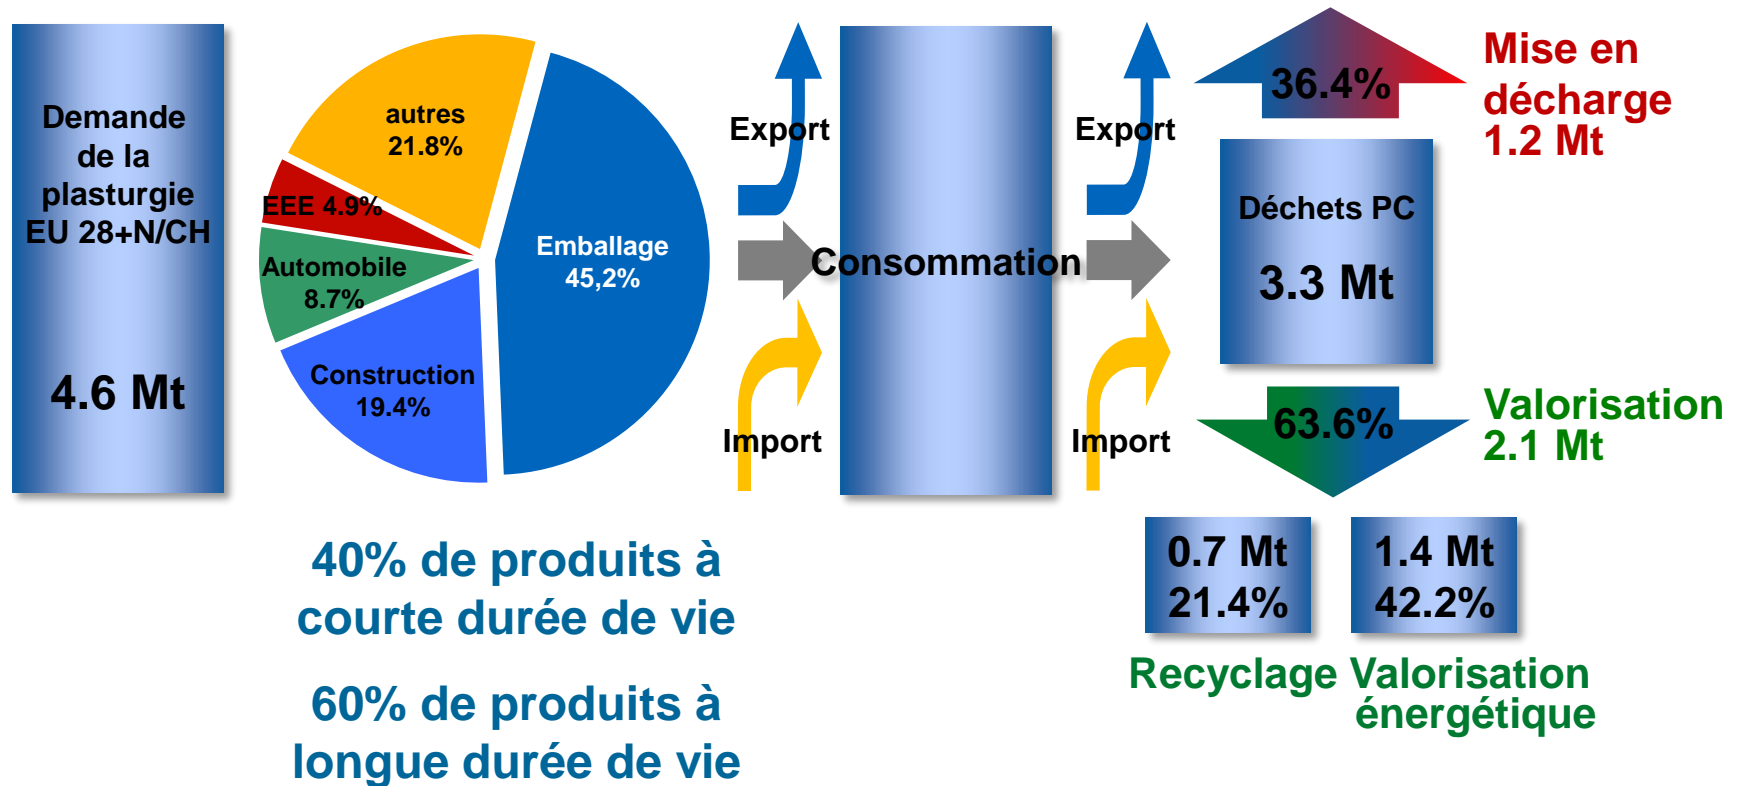 Demande
de la
plasturgie
EU 28+N/CH
4.6 Mt
autres
21.8%
EEE 4.9%
Automobile
8.7%
Construction
19.4%
Emballage
45,2%
Export
Import
Consommation
Export
Import
36.4%
Mise en
décharge
1.2 Mt
Déchets PC
3.3 Mt
63.6%
Valorisation
2.1 Mt
0.7 Mt
21.4%
Recyclage
1.4 Mt
42.2%
Valorisation
énergétique
40% de produits à
courte durée de vie
60% de produits à
longue durée de vie